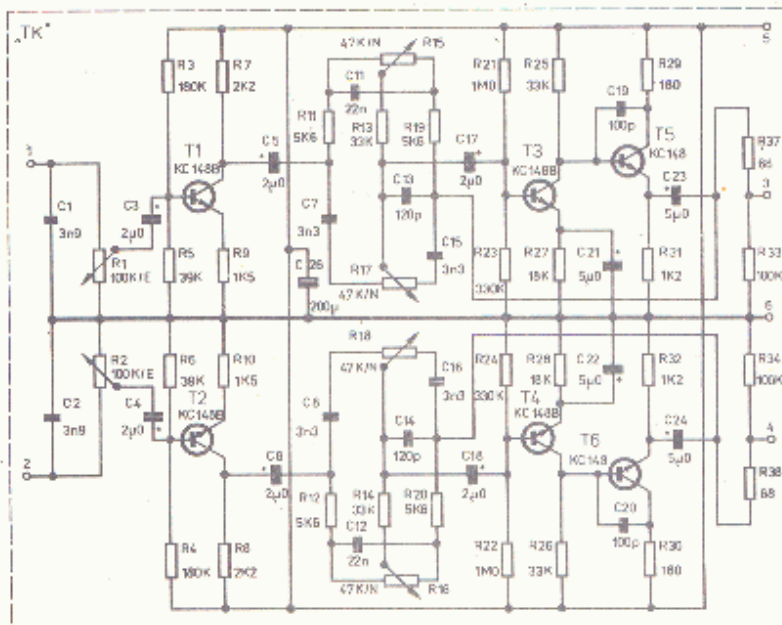 „TK"
5
R3
180K
R7
2K2
47K/N
R15
C11
22n
R11
5K6
R13
33K
R19
5K6
R21
1M0
R25
33K
R29
180
C19
100p
T1
KC148B
C5
2µ0
C17
2µ0
T3
KC148B
T5
KC148
R37
68
3
C23
5µ0
C1
3n9
C3
2µ0
C7
3n3
C13
120p
C15
3n3
R1
100K/E
R5
39K
R9
1K5
C26
200µ
R17
47K/N
R23
330K
R27
18K
C21
5µ0
R31
1K2
R33
100K
6
R2
100K/E
R6
39K
R10
1K5
R18
47K/N
C16
3n3
R24
330K
R28
18K
C22
5µ0
R32
1K2
R34
100K
C2
3n9
C4
2µ0
T2
KC148B
C6
3n3
C14
120p
T4
KC148B
T6
KC148
C24
5µ0
4
2
C8
2µ0
C18
2µ0
R12
5K6
R14
33K
R20
5K6
R38
68
C12
22n
C20
100p
R4
180K
R8
2K2
47K/N
R16
R22
1M0
R26
33K
R30
180